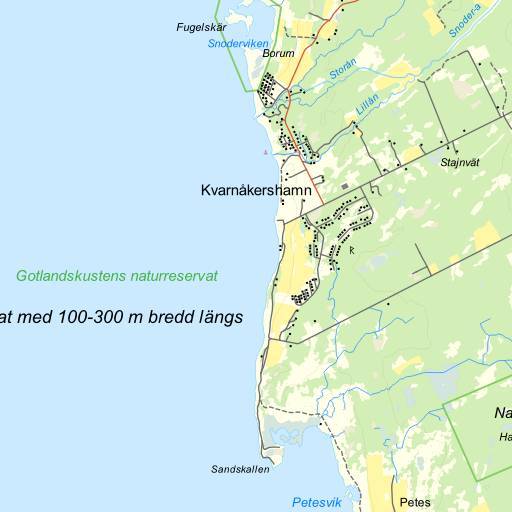 Fugelskär
Snoderviken
Borum
Snoder-a
Storån
Lillån
Stajnvät
Kvarnåkershamn
R
Gotlandskustens naturreservat
at med 100-300 m bredd längs
Na
Ha
Sandskallen
Petesvik
Petes